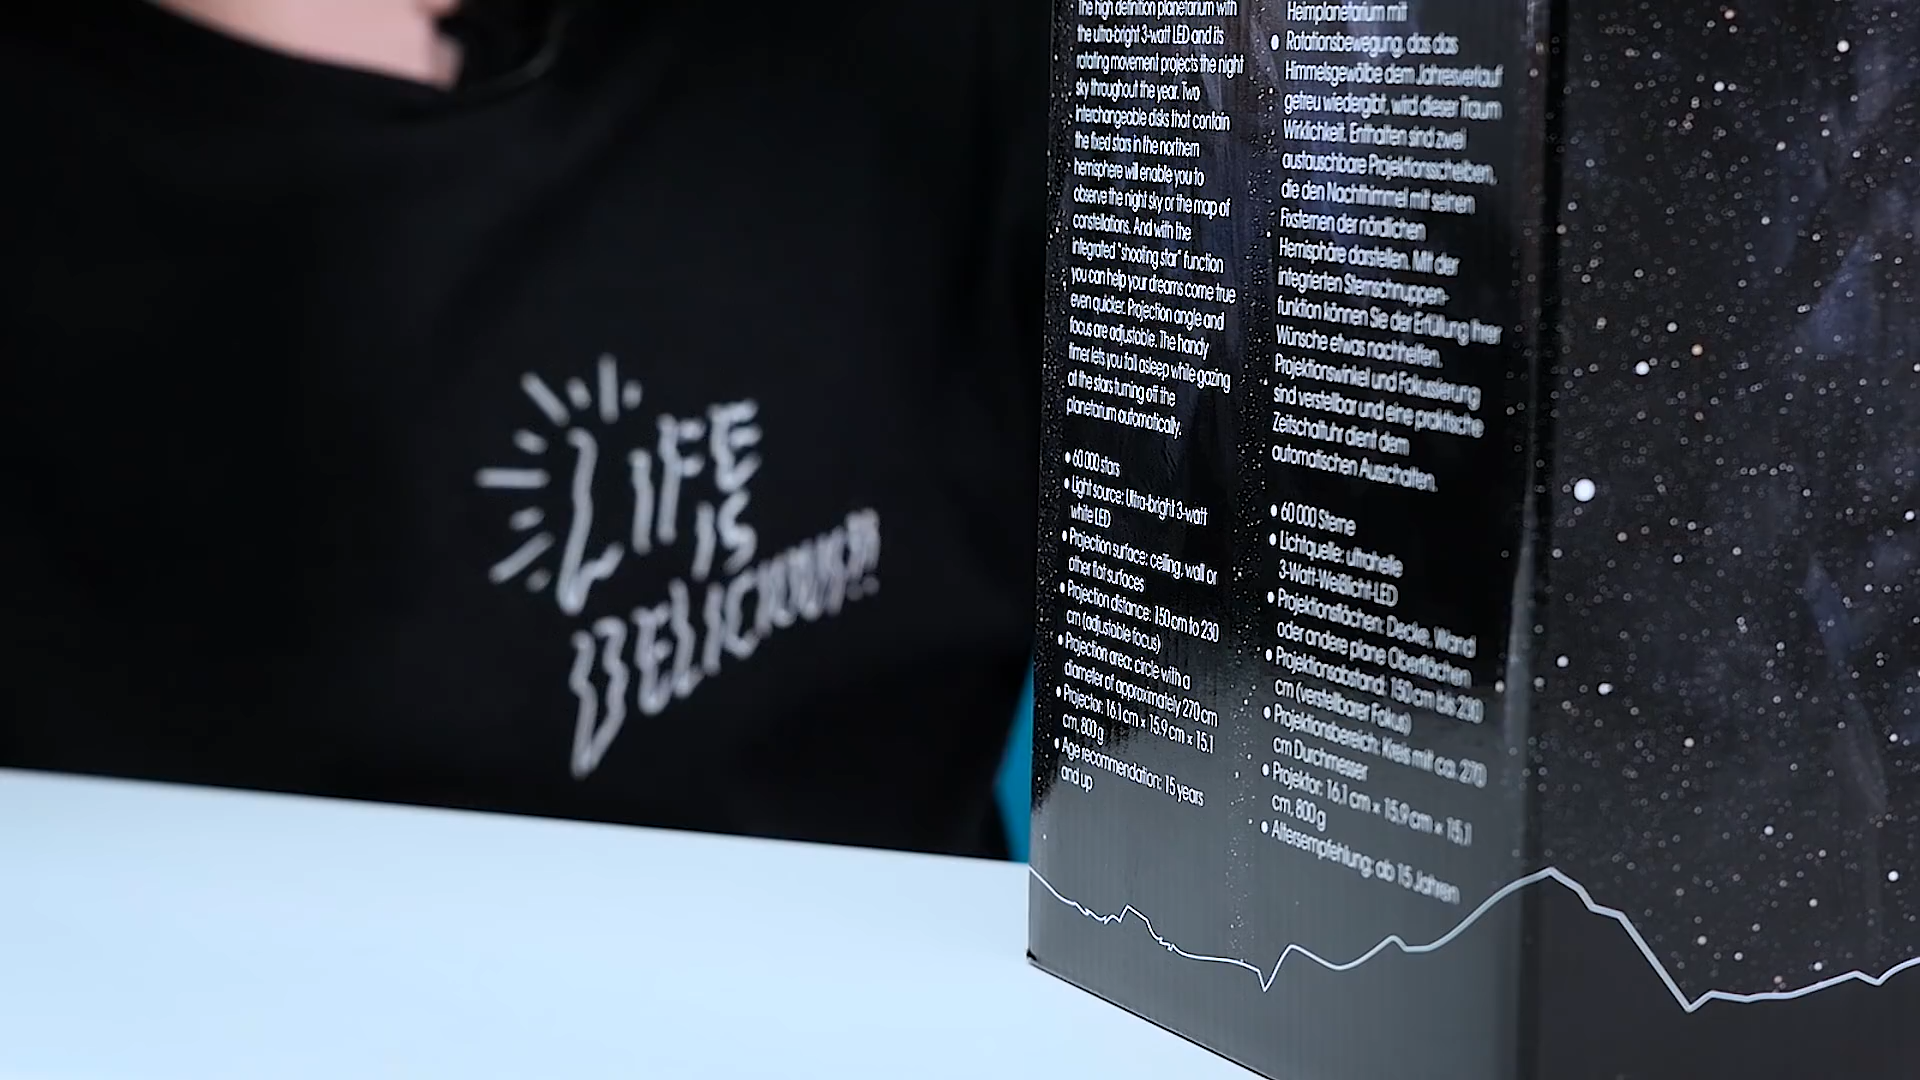 LIFE
IS
DELICIOUS!!
The high definition planetarium with
the ultra-bright 3-watt LED and its
rotating movement projects the night
sky throughout the year. Two
interchangeable disks that contain
the fixed stars in the northern
hemisphere will enable you to
observe the night sky or the map of
constellations. And with the
integrated "shooting star" function
you can help your dreams come true
even quicker. Projection angle and
focus are adjustable. The handy
timer lets you fall asleep while gazing
at the stars turning off the
planetarium automatically.
• 60 000 stars
• Light source: Ultra-bright 3-watt
white LED
• Projection surface: ceiling, wall or
other flat surfaces
• Projection distance: 150 cm to 230
cm (adjustable focus)
• Projection area: circle with a
diameter of approximately 270 cm
• Projector: 16.1 cm x 15.9 cm x 15.1
cm, 800 g
• Age recommendation: 15 years
and up
Heimplanetarium mit
• Rotationsbewegung, das das
Himmelsgewölbe dem Jahresverlauf
getreu wiedergibt, wird dieser Traum
Wirklichkeit. Enthalten sind zwei
austauschbare Projektionsscheiben,
die den Nachthimmel mit seinen
Fixsternen der nördlichen
Hemisphäre darstellen. Mit der
integrierten Sternschnuppen-
funktion können Sie der Erfüllung Ihrer
Wünsche etwas nachhelfen.
Projektionswinkel und Fokussierung
sind verstellbar und eine praktische
Zeitschaltuhr dient dem
automatischen Ausschalten.
• 60 000 Sterne
• Lichtquelle: ultrahelle
3-Watt-Weißlicht-LED
• Projektionsflächen: Decke, Wand
oder andere plane Oberflächen
• Projektionsabstand: 150 cm bis 230
cm (verstellbarer Fokus)
• Projektionsbereich: Kreis mit ca. 270
cm Durchmesser
• Projektor: 16,1 cm x 15,9 cm x 15,1
cm, 800 g
• Altersempfehlung: ab 15 Jahren